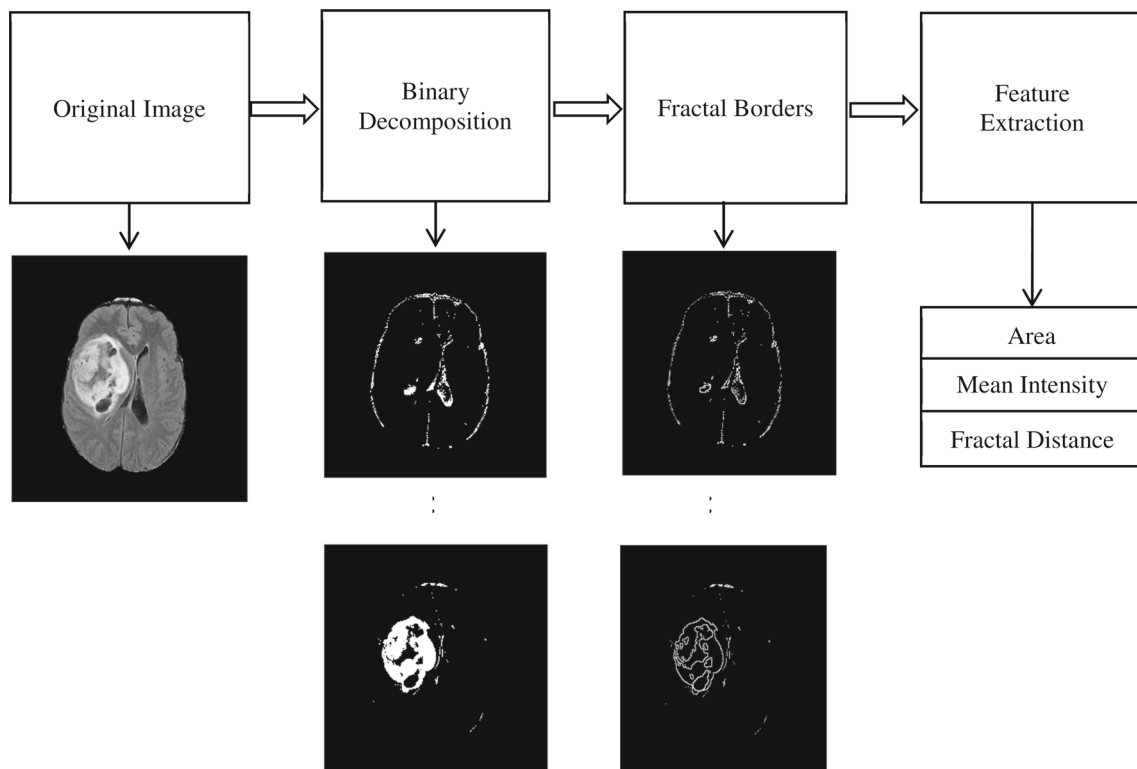 Original Image
Binary
Decomposition
Fractal Borders
Feature
Extraction
Area
Mean Intensity
Fractal Distance